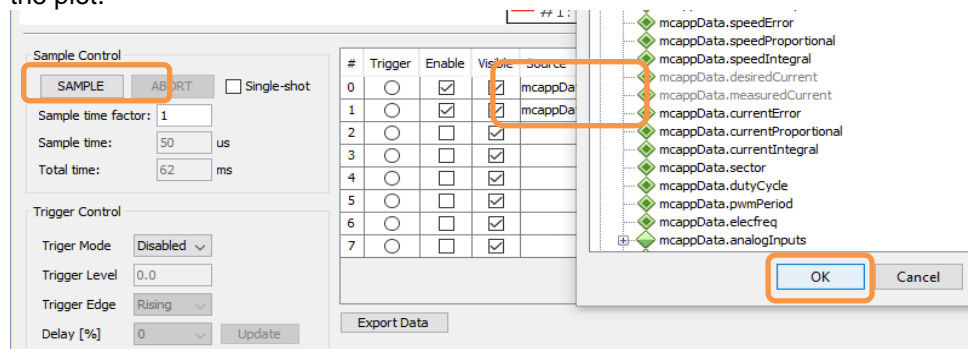 the plot.
#1:
Sample Control
SAMPLE ABORT Single-shot
Sample time factor: 1
Sample time: 50 us
Total time: 62 ms
Trigger Control
Triger Mode Disabled
Trigger Level 0.0
Trigger Edge Rising
Delay [%] 0 Update
# Trigger Enable Visible Source
0 mcappDa
1 mcappDa
2
3
4
5
6
7
Export Data
mcappData.speedError
mcappData.speedProportional
mcappData.speedIntegral
mcappData.desiredCurrent
mcappData.measuredCurrent
mcappData.currentError
mcappData.currentProportional
mcappData.currentIntegral
mcappData.sector
mcappData.dutyCycle
mcappData.pwmPeriod
mcappData.elecfreq
mcappData.analogInputs
OK Cancel